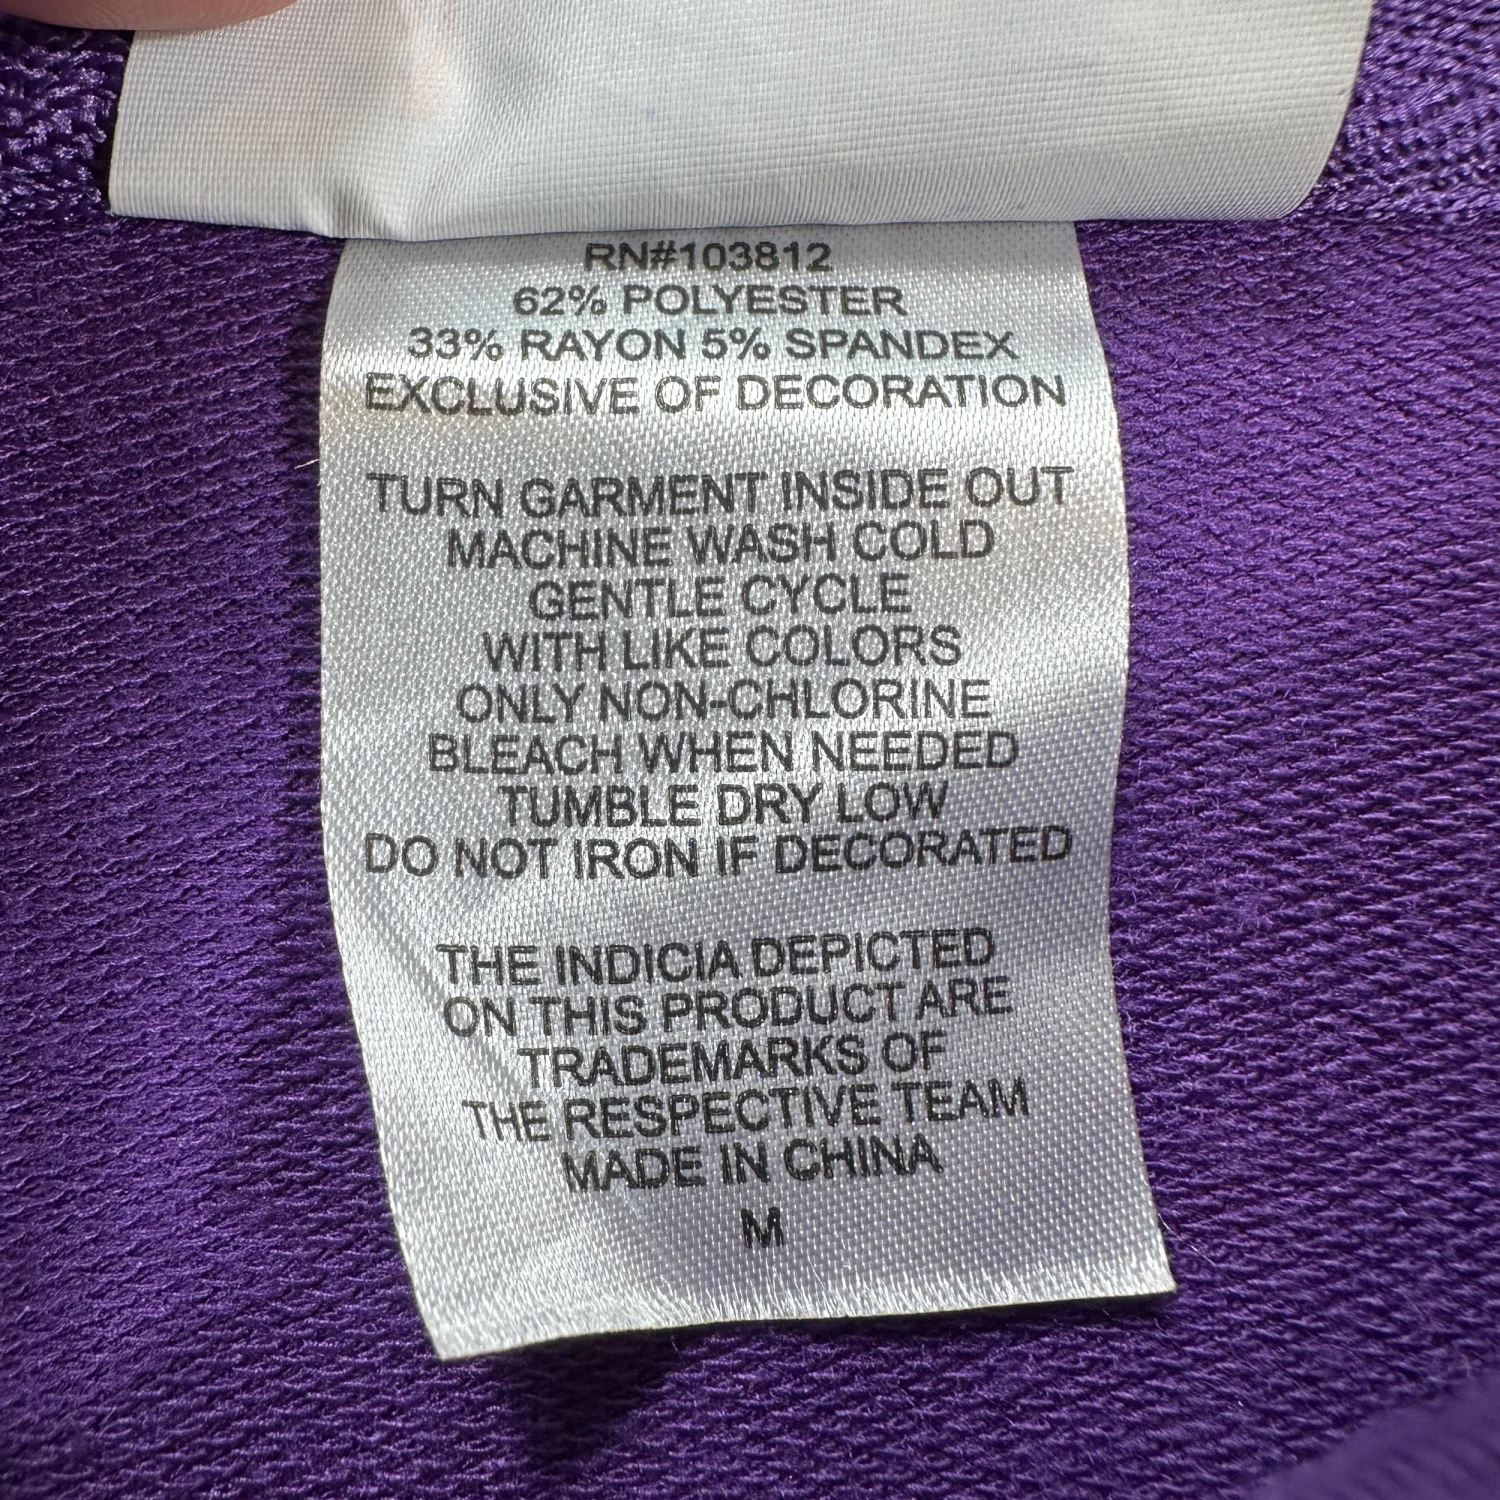 RN#103812
62% POLYESTER
33% RAYON 5% SPANDEX
EXCLUSIVE OF DECORATION
TURN GARMENT INSIDE OUT
MACHINE WASH COLD
GENTLE CYCLE
WITH LIKE COLORS
ONLY NON-CHLORINE
BLEACH WHEN NEEDED
TUMBLE DRY LOW
DO NOT IRON IF DECORATED
THE INDICIA DEPICTED
ON THIS PRODUCT ARE
TRADEMARKS OF
THE RESPECTIVE TEAM
MADE IN CHINA
M